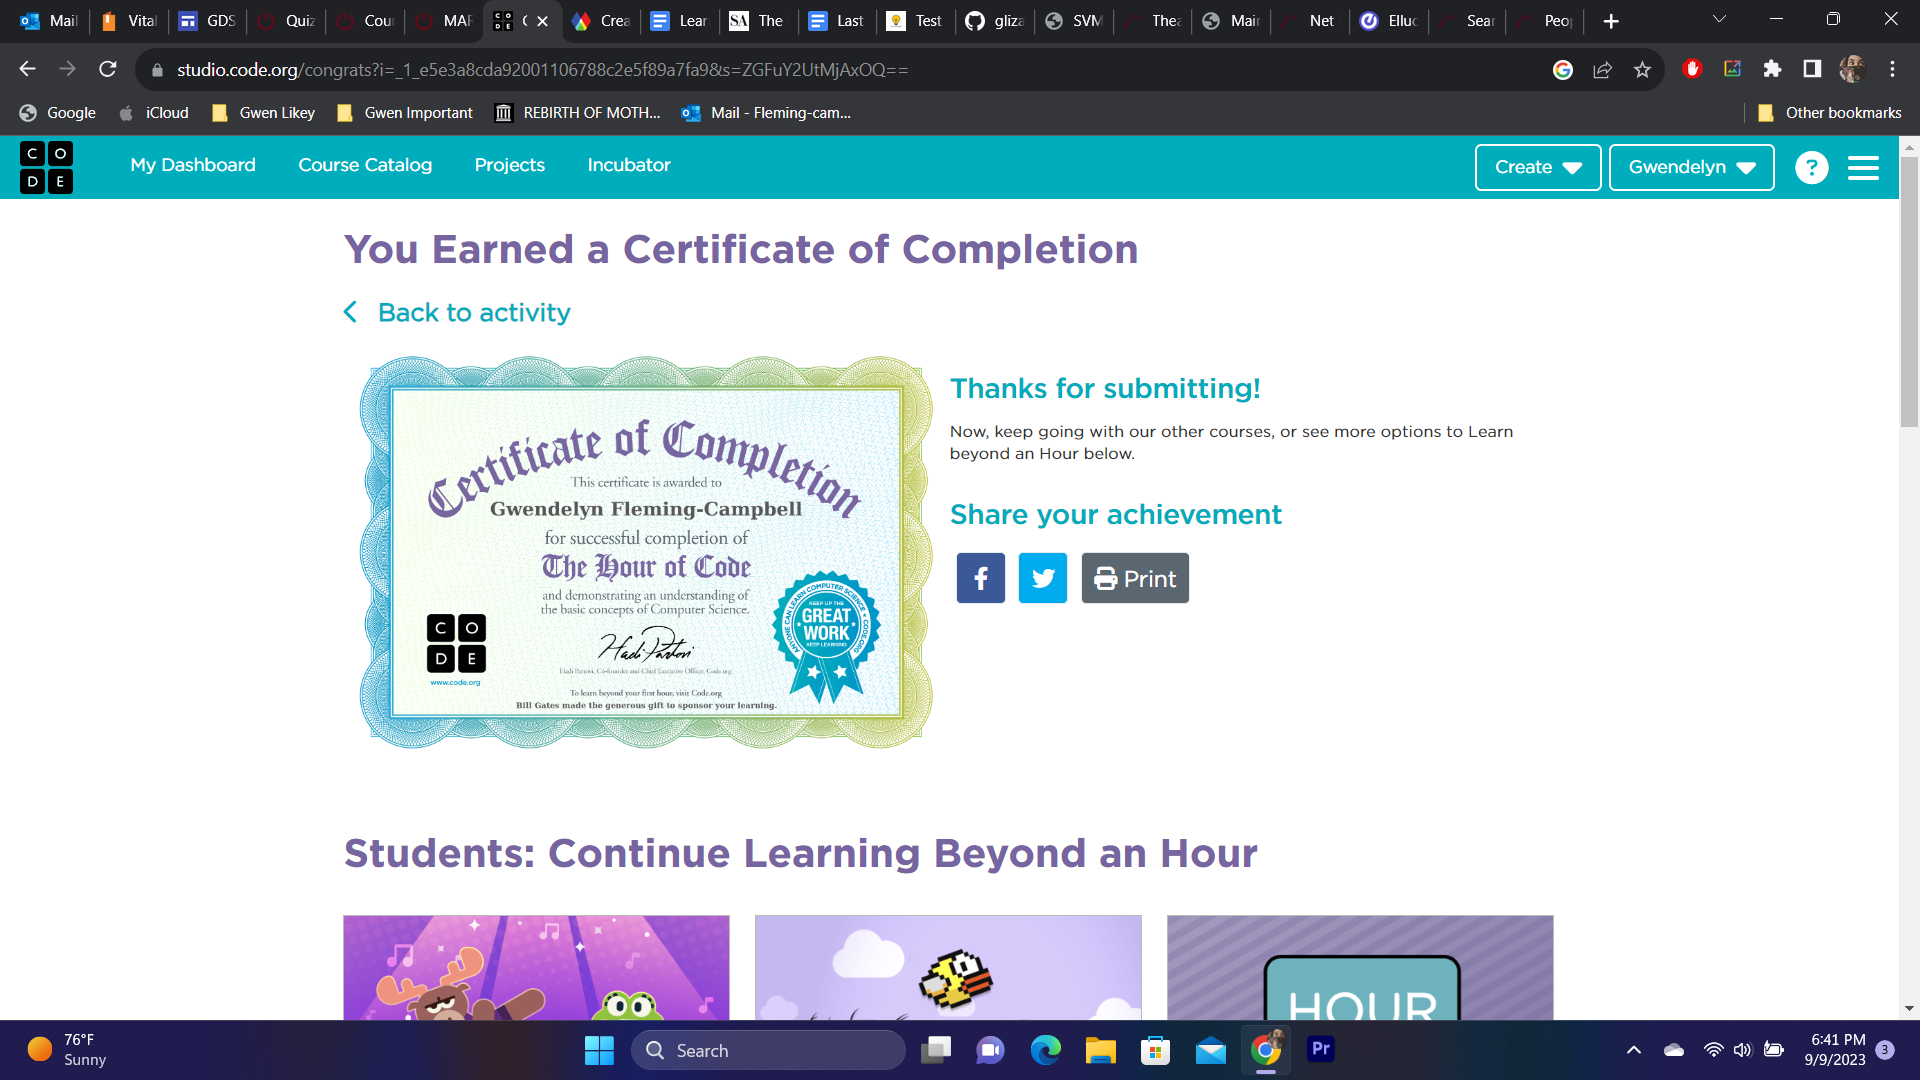 Mail
Vital
GDS
Quiz
Cour
MAR
C
Crea
Lear
SA The
Last
Test
gliza
SVM
Thea
Main
Net
Elluc
Sear
Peop
studio.code.org/congrats?i=_1_e5e3a8cda92001106788c2e5f89a7fa9&s=ZGFuY2UtMjAxOQ==
Google
iCloud
Gwen Likey
Gwen Important
REBIRTH OF MOTH...
Mail - Fleming-cam...
Other bookmarks
C O
D E
My Dashboard
Course Catalog
Projects
Incubator
Create
Gwendelyn
?
You Earned a Certificate of Completion
Back to activity
Certificate of Completion
This certificate is awarded to
Gwendelyn Fleming-Campbell
for successful completion of
The Hour of Code
and demonstrating an understanding of
the basic concepts of Computer Science.
C O
D E
www.code.org
Hadi Partovi
Hadi Partovi, Co-founder and Chief Executive Officer, Code.org
To learn beyond your first hour, visit Code.org
Bill Gates made the generous gift to sponsor your learning.
ANYONE CAN LEARN COMPUTER SCIENCE • CODE.ORG
KEEP UP THE
GREAT
WORK
KEEP LEARNING
Thanks for submitting!
Now, keep going with our other courses, or see more options to Learn
beyond an Hour below.
Share your achievement
Print
Students: Continue Learning Beyond an Hour
HOUR
76°F
Sunny
Search
Pr
6:41 PM
9/9/2023
3